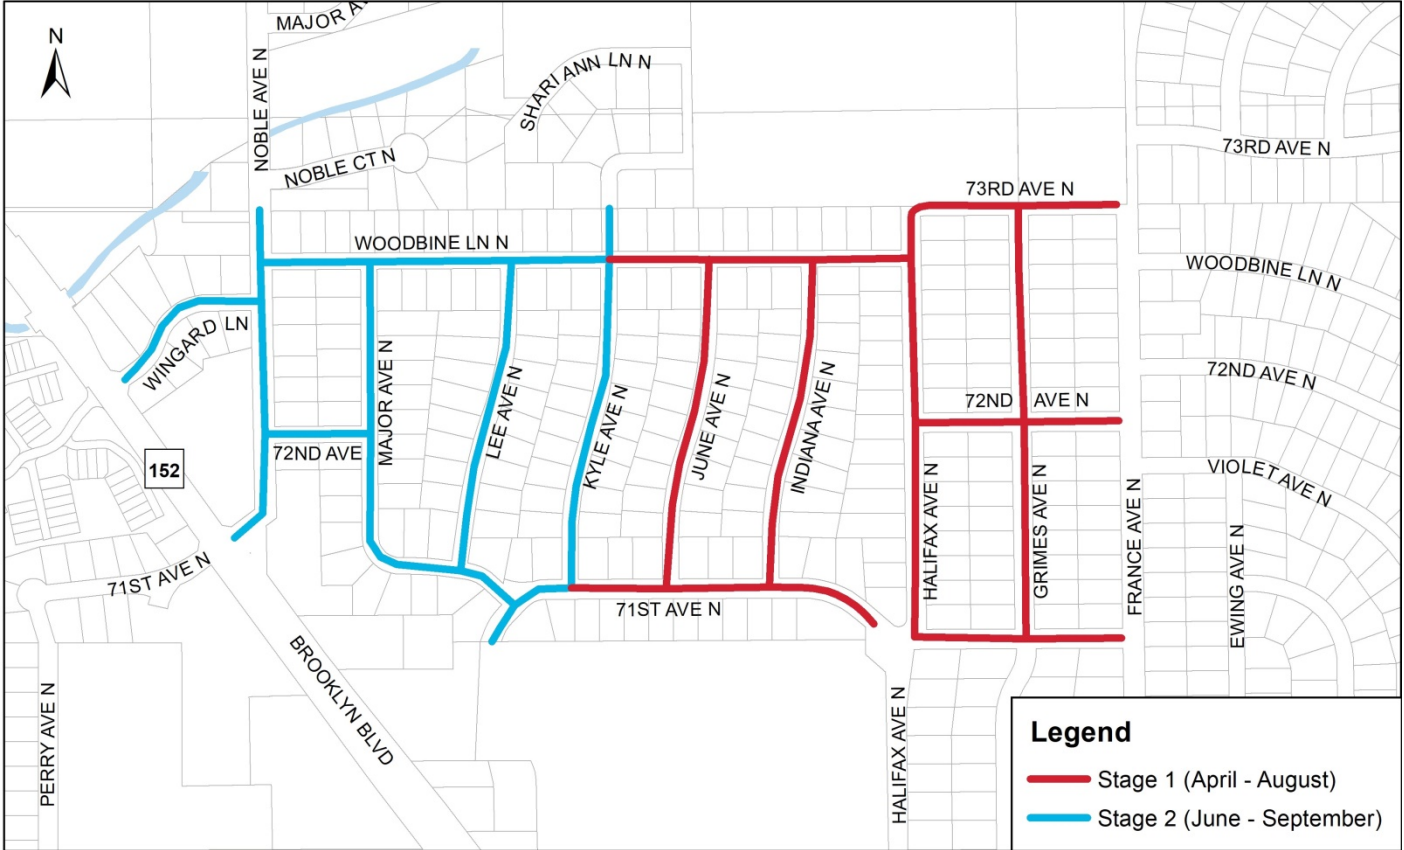 MAJOR A
N
NOBLE AVE N
SHARI ANN LN N
NOBLE CT N
73RD AVE N
73RD AVE N
WOODBINE LN N
WOODBINE LN N
WINGARD LN
72ND AVE
MAJOR AVE N
LEE AVE N
KYLE AVE N
JUNE AVE N
INDIANA AVE N
72ND AVE N
72ND AVE N
152
HALIFAX AVE N
GRIMES AVE N
FRANCE AVE N
VIOLET AVE N
EWING AVE N
71ST AVE N
71ST AVE N
BROOKLYN BLVD
PERRY AVE N
HALIFAX AVE N
Legend
Stage 1 (April - August)
Stage 2 (June - September)